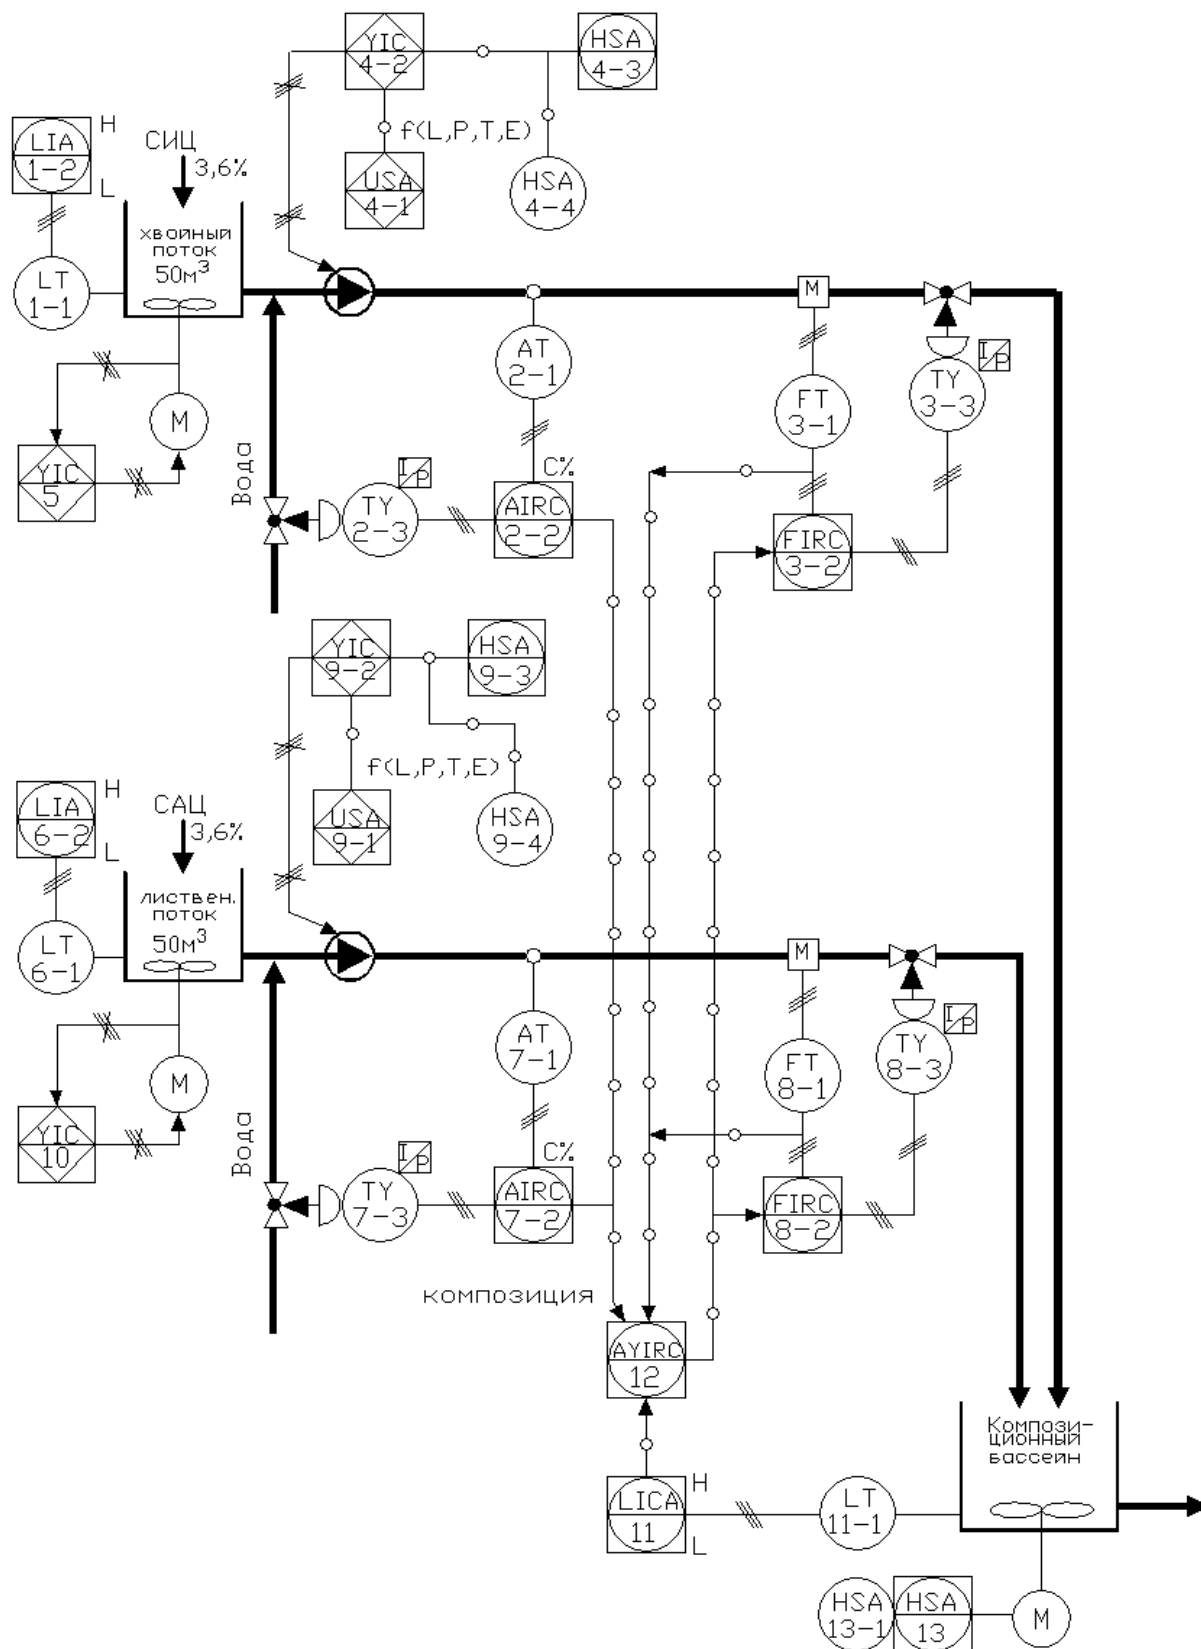 YIC
4-2
HSA
4-3
f(L,P,T,E)
USA
4-1
HSA
4-4
LIA
1-2
H
L
СИЦ
3,6%
хвойный
поток
50м³
LT
1-1
M
AT
2-1
FT
3-1
I/P
TY
3-3
M
YIC
5
Вода
I/P
TY
2-3
C%
AIRC
2-2
FIRC
3-2
YIC
9-2
HSA
9-3
f(L,P,T,E)
USA
9-1
HSA
9-4
LIA
6-2
H
L
САЦ
3,6%
листвен.
поток
50м³
LT
6-1
M
AT
7-1
FT
8-1
I/P
TY
8-3
M
YIC
10
Вода
I/P
TY
7-3
C%
AIRC
7-2
FIRC
8-2
композиция
AYIRC
12
Компази-
ционный
вассейн
LICA
11
H
L
LT
11-1
HSA
13-1
HSA
13
M